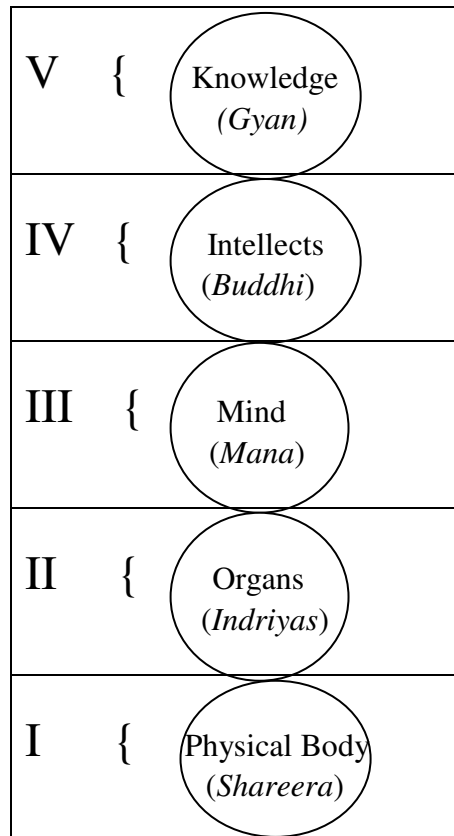 V { Knowledge
(Gyan)
IV { Intellects
(Buddhi)
III { Mind
(Mana)
II { Organs
(Indriyas)
I { Physical Body
(Shareera)